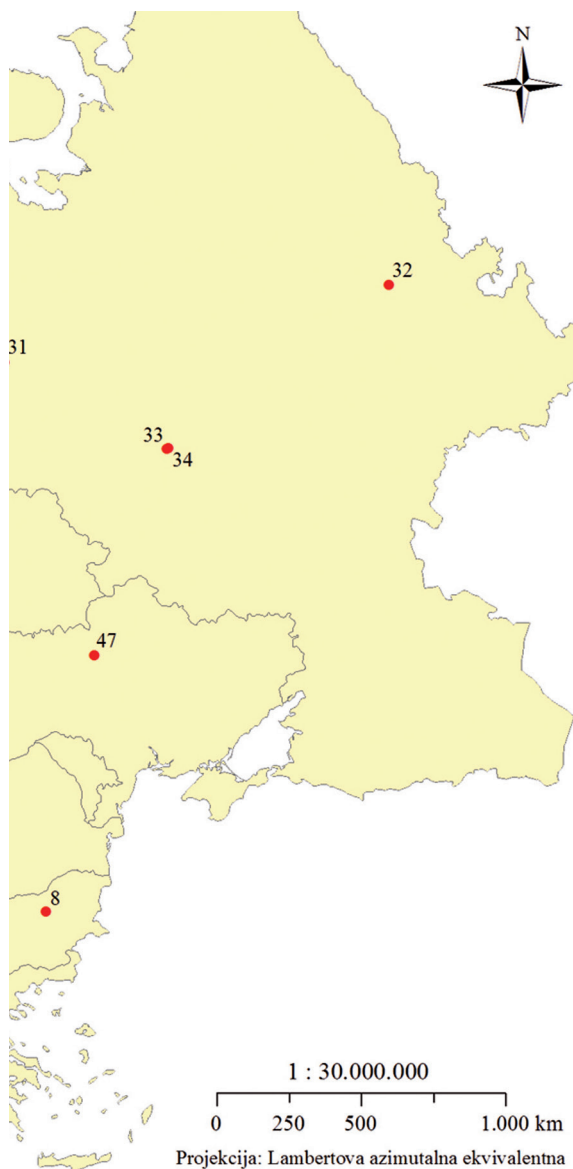 N
32
31
33
34
47
8
1 : 30.000.000
0 250 500 1.000 km
Projekcija: Lambertova azimutalna ekvivalentna